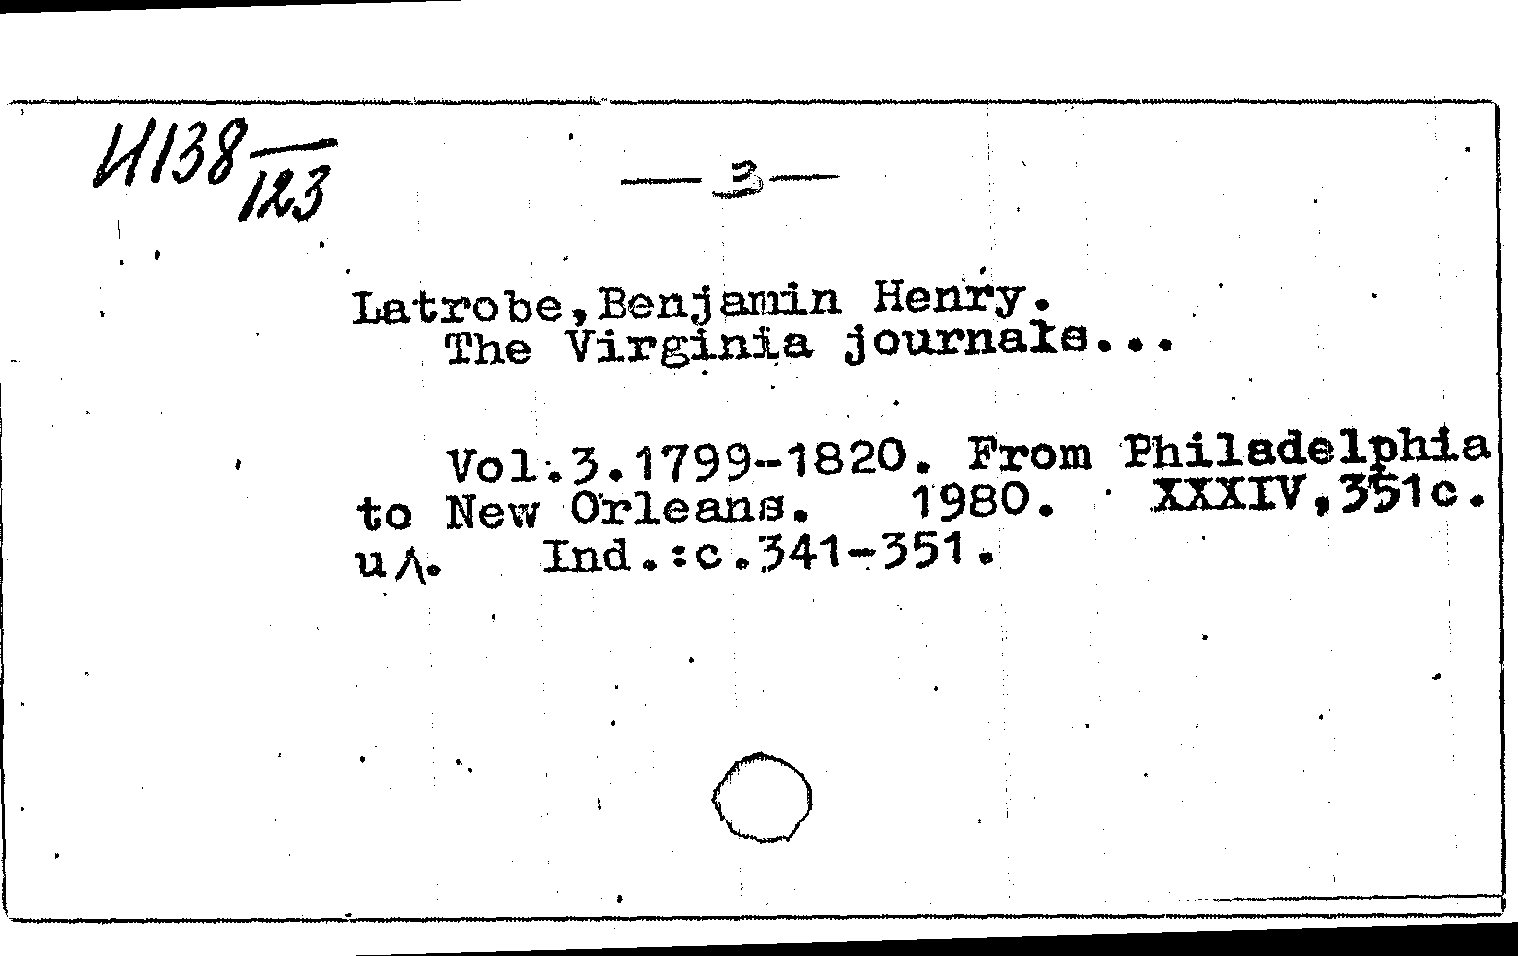 И138
123
— 3 —
Latrobe, Benjamin Henry.
The Virginia journals...
Vol.3.1799-1820. From Philadelphia
to New Orleans. 1980. XXXIV,351c.
ил. Ind.:c.341-351.